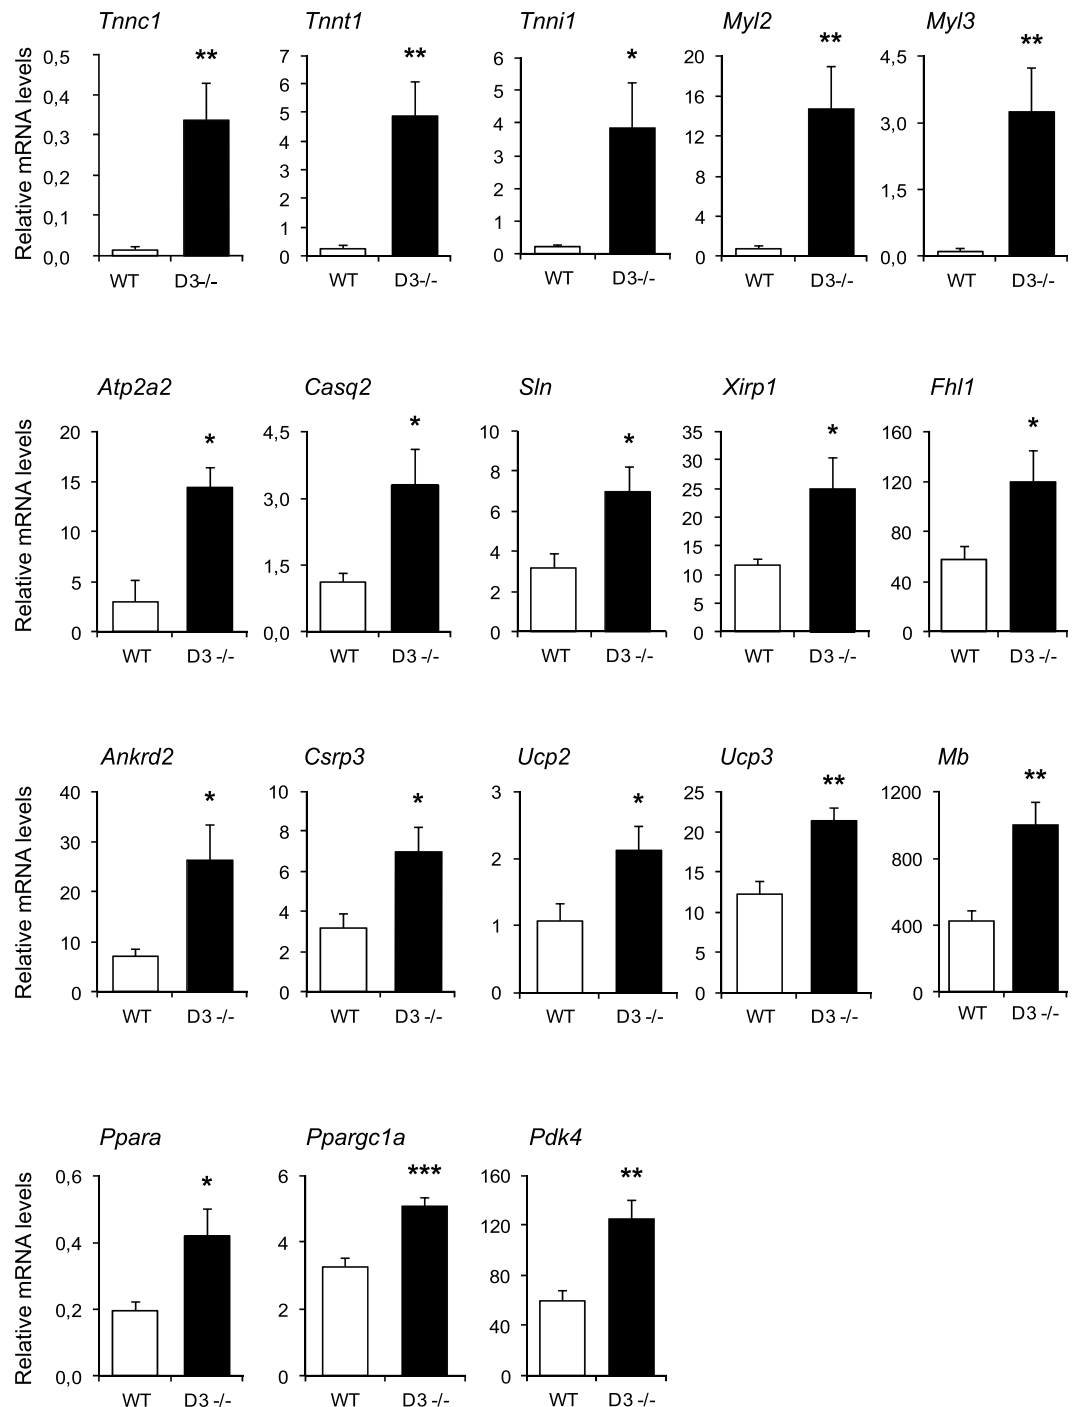 Tnnc1 Tnnt1 Tnni1 Myl2 Myl3
Relative mRNA levels
0,5 0,4 0,3 0,2 0,1 0,0
**
WT D3-/-
7 6 5 4 3 2 1 0
**
WT D3-/-
6 5 4 3 2 1 0
*
WT D3-/-
20 16 12 8 4 0
**
WT D3-/-
4,5 3,0 1,5 0,0
**
WT D3-/-
Atp2a2 Casq2 Sln Xirp1 Fhl1
Relative mRNA levels
20 15 10 5 0
*
WT D3 -/-
4,5 3,0 1,5 0,0
*
WT D3 -/-
10 8 6 4 2 0
*
WT D3 -/-
35 30 25 20 15 10 5 0
*
WT D3 -/-
160 120 80 40 0
*
WT D3 -/-
Ankrd2 Csrp3 Ucp2 Ucp3 Mb
Relative mRNA levels
40 30 20 10 0
*
WT D3 -/-
10 8 6 4 2 0
*
WT D3 -/-
3 2 1 0
*
WT D3 -/-
25 20 15 10 5 0
**
WT D3 -/-
1200 800 400 0
**
WT D3 -/-
Ppara Ppargc1a Pdk4
Relative mRNA levels
0,6 0,4 0,2 0,0
*
WT D3 -/-
6 4 2 0
***
WT D3 -/-
160 120 80 40 0
**
WT D3 -/-